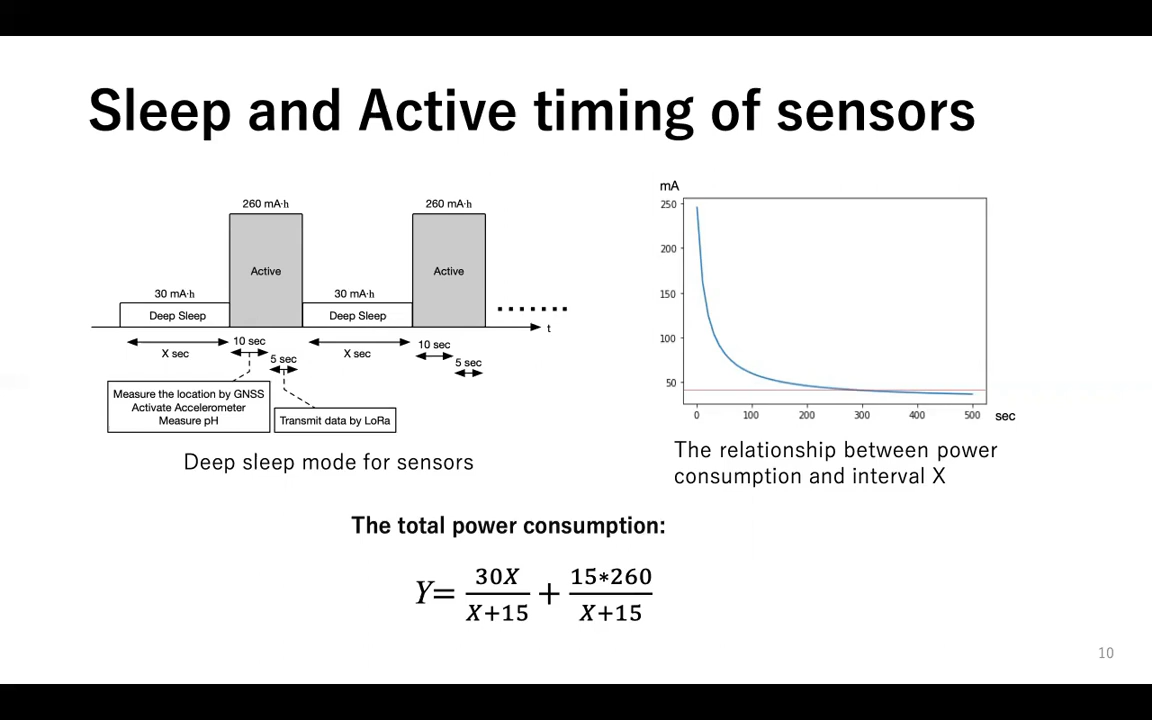 Sleep and Active timing of sensors
260 mA·h
260 mA·h
Active
Active
30 mA·h
30 mA·h
Deep Sleep
Deep Sleep
t
X sec
10 sec
5 sec
X sec
10 sec
5 sec
Measure the location by GNSS
Activate Accelerometer
Measure pH
Transmit data by LoRa
Deep sleep mode for sensors
mA
250
200
150
100
50
0 100 200 300 400 500 sec
The relationship between power
consumption and interval X
The total power consumption:
Y= 30X/X+15 + 15*260/X+15
10